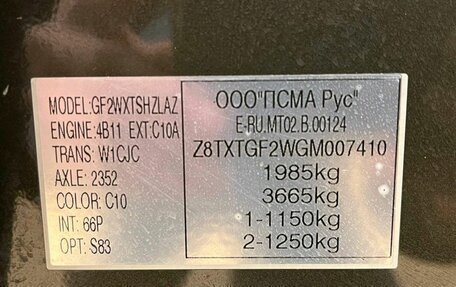 MODEL:GF2WXTSHZLAZ
ENGINE:4B11 EXT:C10A
TRANS: W1CJC
AXLE: 2352
COLOR: C10
INT: 66P
OPT: S83
ООО"ПСМА Рус"
E-RU.MT02.B.00124
Z8TXTGF2WGM007410
1985kg
3665kg
1-1150kg
2-1250kg